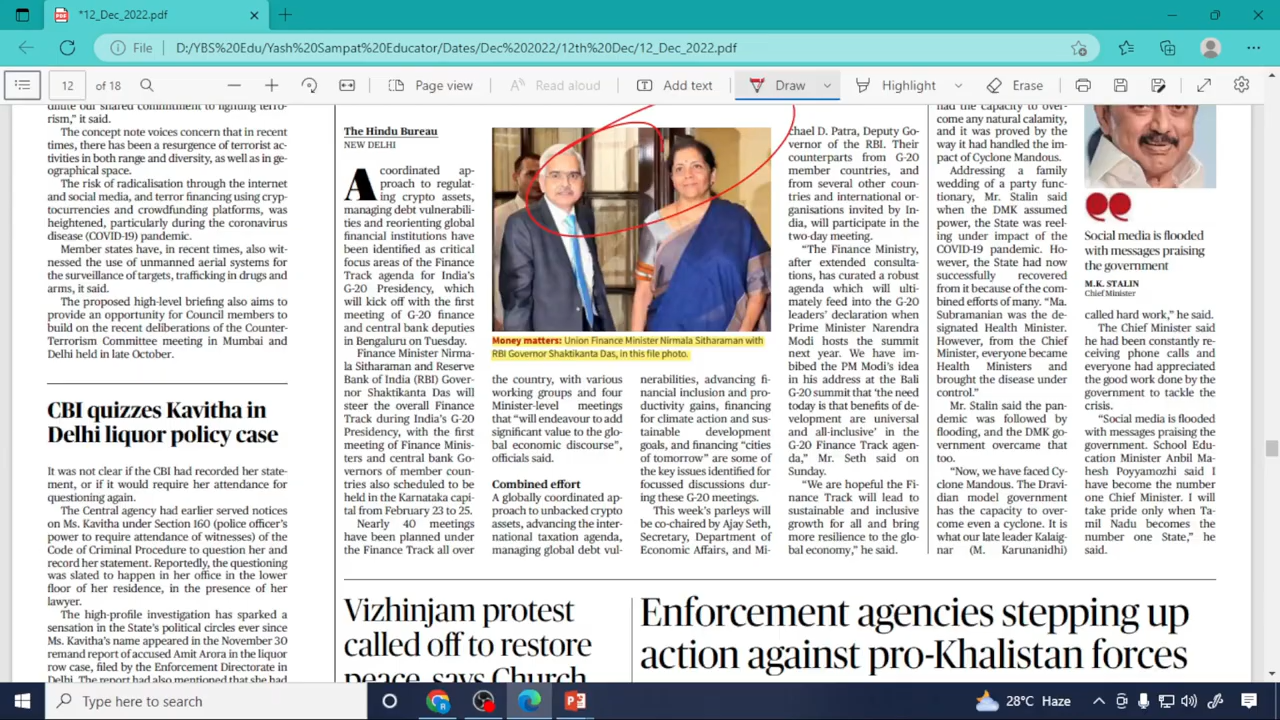 *12_Dec_2022.pdf
File
D:/YBS%20Edu/Yash%20Sampat%20Educator/Dates/Dec%202022/12th%20Dec/12_Dec_2022.pdf
12 of 18
Page view
Read aloud
Add text
Draw
Highlight
Erase
rism," it said.
The concept note voices concern that in recent
times, there has been a resurgence of terrorist ac-
tivities in both range and diversity, as well as in ge-
ographical space.
The risk of radicalisation through the internet
and social media, and terror financing using cryp-
tocurrencies and crowdfunding platforms, was
heightened, particularly during the coronavirus
disease (COVID-19) pandemic.
Member states have, in recent times, also wit-
nessed the use of unmanned aerial systems for
the surveillance of targets, trafficking in drugs and
arms, it said.
The proposed high-level briefing also aims to
provide an opportunity for Council members to
build on the recent deliberations of the Counter-
Terrorism Committee meeting in Mumbai and
Delhi held in late October.
CBI quizzes Kavitha in
Delhi liquor policy case
It was not clear if the CBI had recorded her state-
ment, or if it would require her attendance for
questioning again.
The Central agency had earlier served notices
on Ms. Kavitha under Section 160 (police officer's
power to require attendance of witnesses) of the
Code of Criminal Procedure to question her and
record her statement. Reportedly, the questioning
was slated to happen in her office in the lower
floor of her residence, in the presence of her
lawyer.
The high-profile investigation has sparked a
sensation in the State's political circles ever since
Ms. Kavitha's name appeared in the November 30
remand report of accused Amit Arora in the liquor
row case, filed by the Enforcement Directorate in
Delhi. The report had also mentioned that she had
The Hindu Bureau
NEW DELHI
A coordinated ap-
proach to regulat-
ing crypto assets,
managing debt vulnerabili-
ties and reorienting global
financial institutions have
been identified as critical
focus areas of the Finance
Track agenda for India's
G-20 Presidency, which
will kick off with the first
meeting of G-20 finance
and central bank deputies
in Bengaluru on Tuesday.
Finance Minister Nirma-
la Sitharaman and Reserve
Bank of India (RBI) Gover-
nor Shaktikanta Das will
steer the overall Finance
Track during India's G-20
Presidency, with the first
meeting of Finance Minis-
ters and central bank Go-
vernors of member coun-
tries also scheduled to be
held in the Karnataka capi-
tal from February 23 to 25.
Nearly 40 meetings
have been planned under
the Finance Track all over
Money matters: Union Finance Minister Nirmala Sitharaman with
RBI Governor Shaktikanta Das, in this file photo.
the country, with various
working groups and four
Minister-level meetings
that "will endeavour to add
significant value to the glo-
bal economic discourse",
officials said.
Combined effort
A globally coordinated ap-
proach to unbacked crypto
assets, advancing the inter-
national taxation agenda,
managing global debt vul-
nerabilities, advancing fi-
nancial inclusion and pro-
ductivity gains, financing
for climate action and sus-
tainable development
goals, and financing "cities
of tomorrow" are some of
the key issues identified for
focussed discussions dur-
ing these G-20 meetings.
This week's parleys will
be co-chaired by Ajay Seth,
Secretary, Department of
Economic Affairs, and Mi-
chael D. Patra, Deputy Go-
vernor of the RBI. Their
counterparts from G-20
member countries, and
from several other coun-
tries and international or-
ganisations invited by In-
dia, will participate in the
two-day meeting.
"The Finance Ministry,
after extended consulta-
tions, has curated a robust
agenda which will ulti-
mately feed into the G-20
leaders' declaration when
Prime Minister Narendra
Modi hosts the summit
next year. We have im-
bibed the PM Modi's idea
in his address at the Bali
G-20 summit that 'the need
today is that benefits of de-
velopment are universal
and all-inclusive' in the
G-20 Finance Track agen-
da," Mr. Seth said on
Sunday.
"We are hopeful the Fi-
nance Track will lead to
sustainable and inclusive
growth for all and bring
more resilience to the glo-
bal economy," he said.
had the capacity to over-
come any natural calamity,
and it was proved by the
way it had handled the im-
pact of Cyclone Mandous.
Addressing a family
wedding of a party func-
tionary, Mr. Stalin said
when the DMK assumed
power, the State was reel-
ing under impact of the
COVID-19 pandemic. Ho-
wever, the State had now
successfully recovered
from it because of the com-
bined efforts of many. "Ma.
Subramanian was the de-
signated Health Minister.
However, from the Chief
Minister, everyone became
Health Ministers and
brought the disease under
control."
Mr. Stalin said the pan-
demic was followed by
flooding, and the DMK go-
vernment overcame that
too.
"Now, we have faced Cy-
clone Mandous. The Dravi-
dian model government
has the capacity to over-
come even a cyclone. It is
what our late leader Kalaig-
nar (M. Karunanidhi)
Social media is flooded
with messages praising
the government
M.K. STALIN
Chief Minister
called hard work," he said.
The Chief Minister said
he had been constantly re-
ceiving phone calls and
everyone had appreciated
the good work done by the
government to tackle the
crisis.
"Social media is flooded
with messages praising the
government. School Edu-
cation Minister Anbil Ma-
hesh Poyyamozhi said I
have become the number
one Chief Minister. I will
take pride only when Ta-
mil Nadu becomes the
number one State," he
said.
Vizhinjam protest
called off to restore
peace, says Church
Enforcement agencies stepping up
action against pro-Khalistan forces
Type here to search
28°C Haze